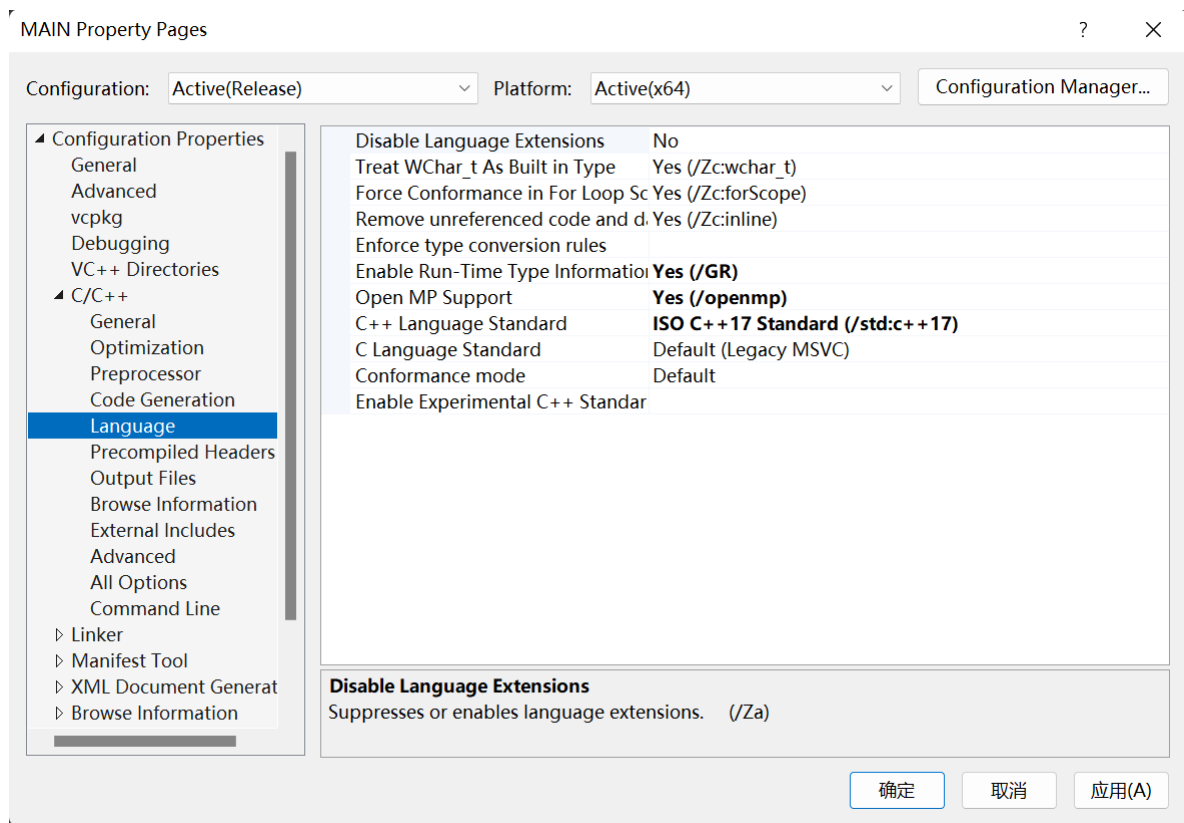 MAIN Property Pages
?
Configuration: Active(Release) Platform: Active(x64) Configuration Manager...
Configuration Properties
General
Advanced
vcpkg
Debugging
VC++ Directories
C/C++
General
Optimization
Preprocessor
Code Generation
Language
Precompiled Headers
Output Files
Browse Information
External Includes
Advanced
All Options
Command Line
Linker
Manifest Tool
XML Document Generat
Browse Information
Disable Language Extensions No
Treat WChar_t As Built in Type Yes (/Zc:wchar_t)
Force Conformance in For Loop Sc Yes (/Zc:forScope)
Remove unreferenced code and d Yes (/Zc:inline)
Enforce type conversion rules
Enable Run-Time Type Information Yes (/GR)
Open MP Support Yes (/openmp)
C++ Language Standard ISO C++17 Standard (/std:c++17)
C Language Standard Default (Legacy MSVC)
Conformance mode Default
Enable Experimental C++ Standar
Disable Language Extensions
Suppresses or enables language extensions. (/Za)
确定 取消 应用(A)